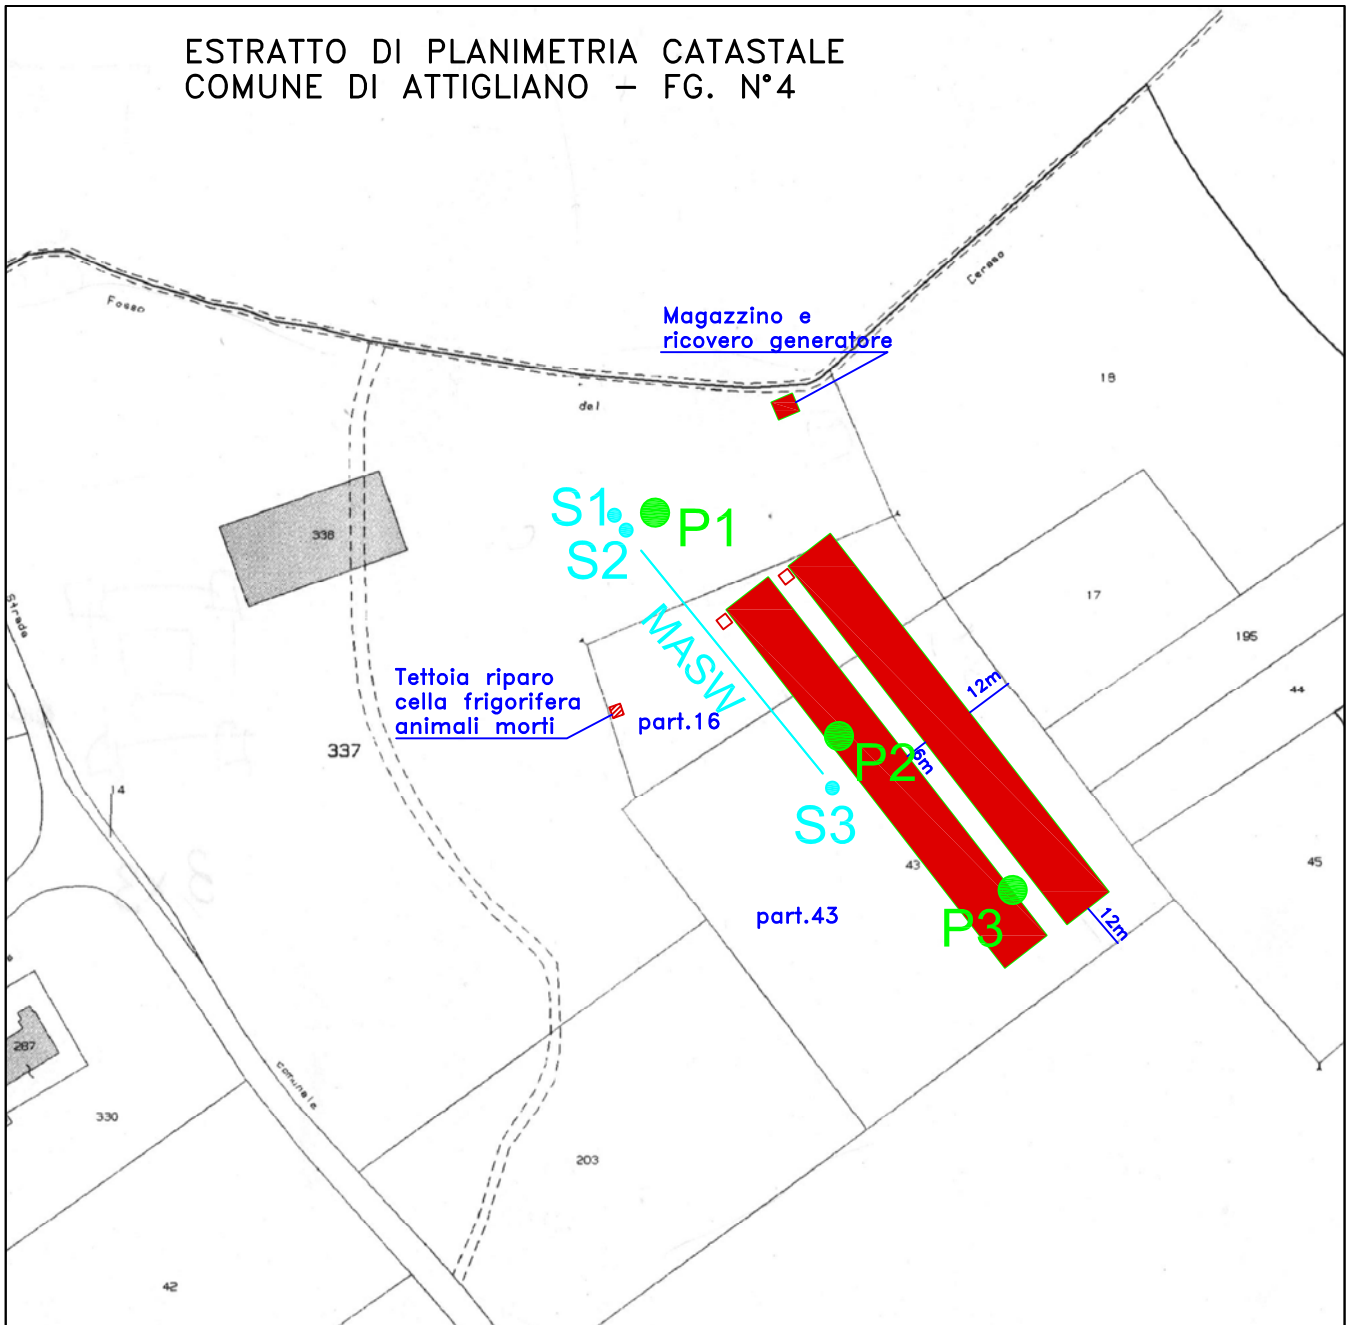 ESTRATTO DI PLANIMETRIA CATASTALE
COMUNE DI ATTIGLIANO - FG. N°4
Fosso
Ceraso
Magazzino e
ricovero generatore
18
del
S1
P1
S2
338
17
195
44
Strada
MASW
12m
Tettoia riparo
cella frigorifera
animali morti
part.16
337
P2
6m
14
S3
43
45
part.43
P3
12m
287
Comunale
330
203
42